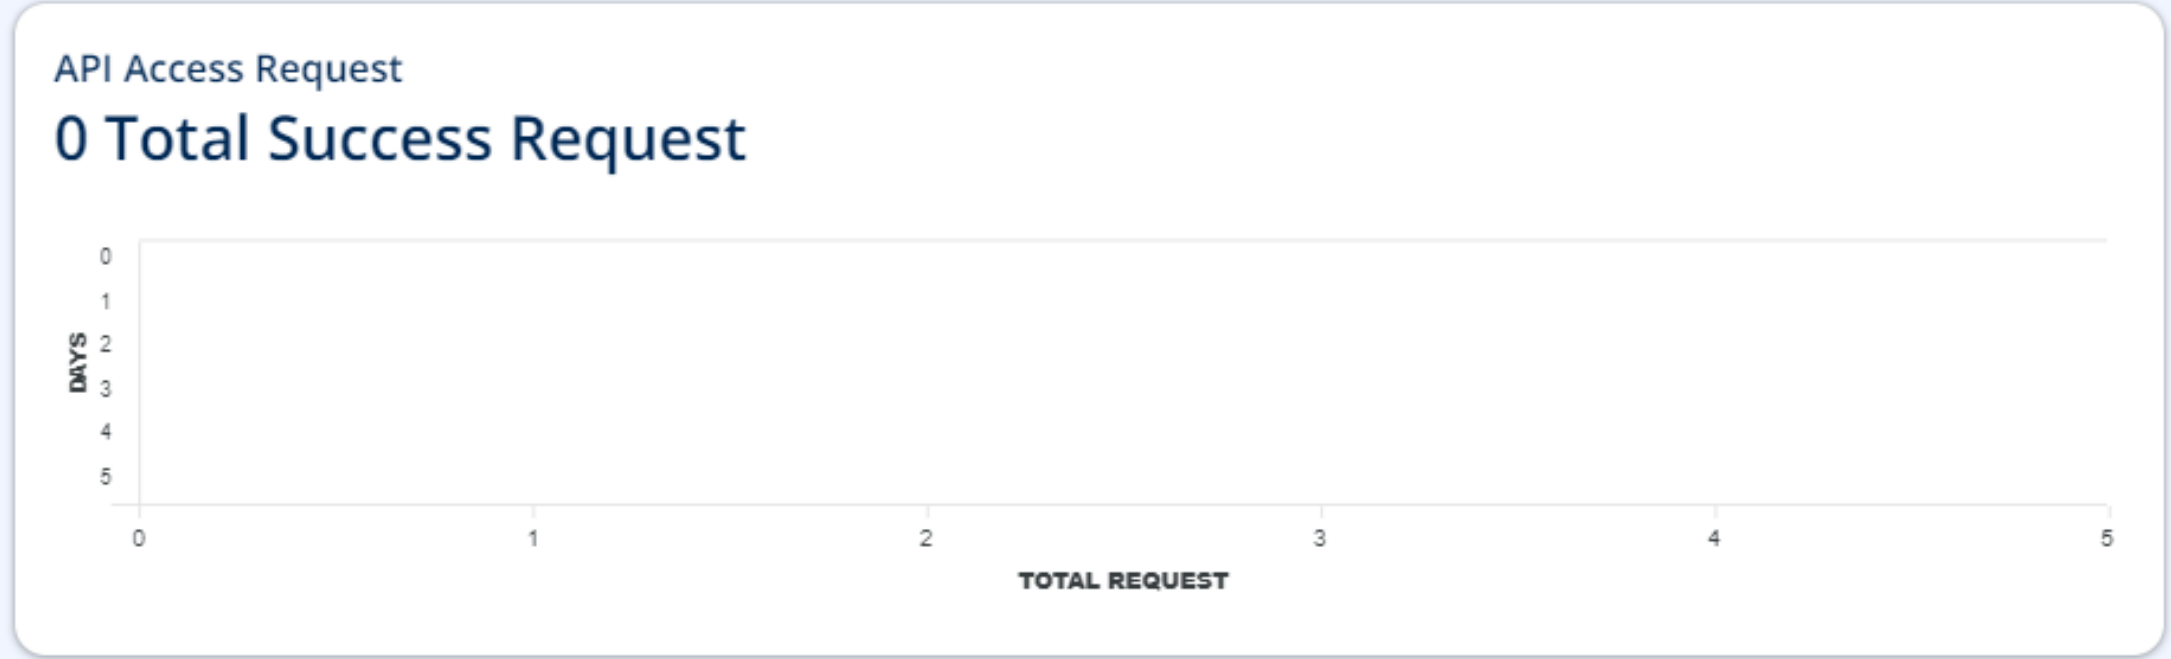 API Access Request
0 Total Success Request
0
1
2
3
4
5
DAYS
0 1 2 3 4 5
TOTAL REQUEST